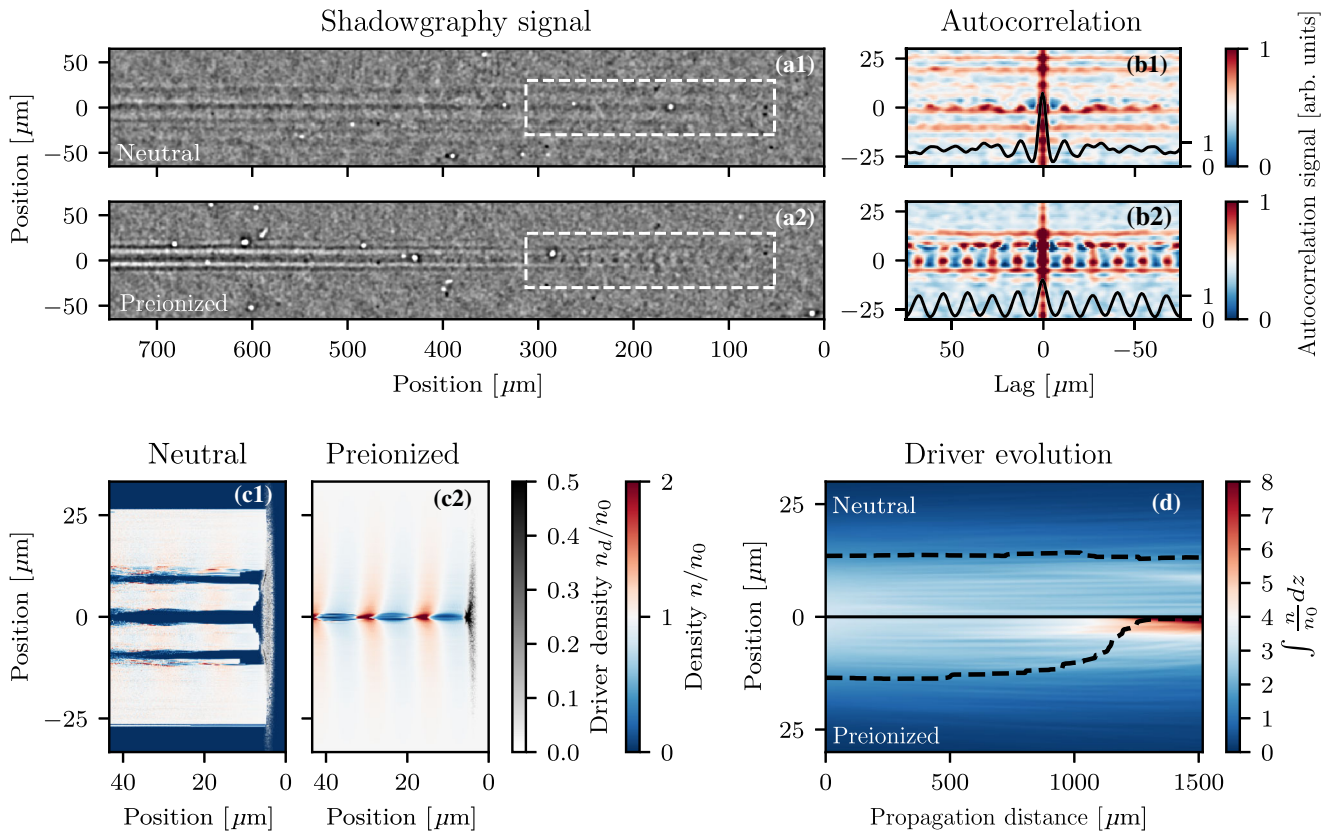 Shadowgraphy signal
Autocorrelation
(a1)
Neutral
50
0
−50
(b1)
25
0
−25
1
0
1
0
(a2)
Preionized
50
0
−50
700 600 500 400 300 200 100 0
Position [µm]
Position [µm]
(b2)
25
0
−25
1
0
50 0 −50
Lag [µm]
1
0
Autocorrelation signal [arb. units]
Neutral
Preionized
(c1)
(c2)
25
0
−25
Position [µm]
40 20 0
Position [µm]
40 20 0
Position [µm]
0.5
0.4
0.3
0.2
0.1
0.0
Driver density n_d/n_0
2
1
0
Density n/n_0
Driver evolution
Neutral
(d)
Preionized
25
0
25
Position [µm]
0 500 1000 1500
Propagation distance [µm]
8
7
6
5
4
3
2
1
0
∫ n/n_0 dz